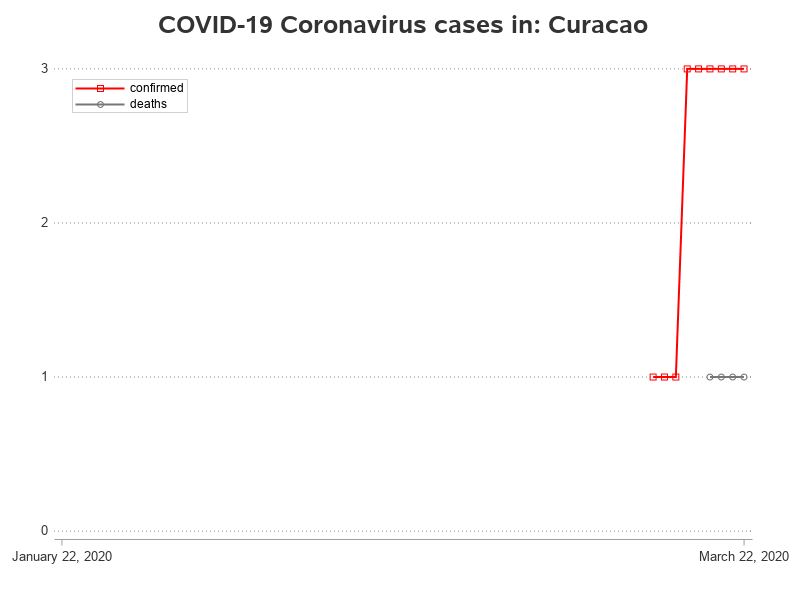 COVID-19 Coronavirus cases in: Curacao
3
confirmed
deaths
2
1
0
January 22, 2020
March 22, 2020